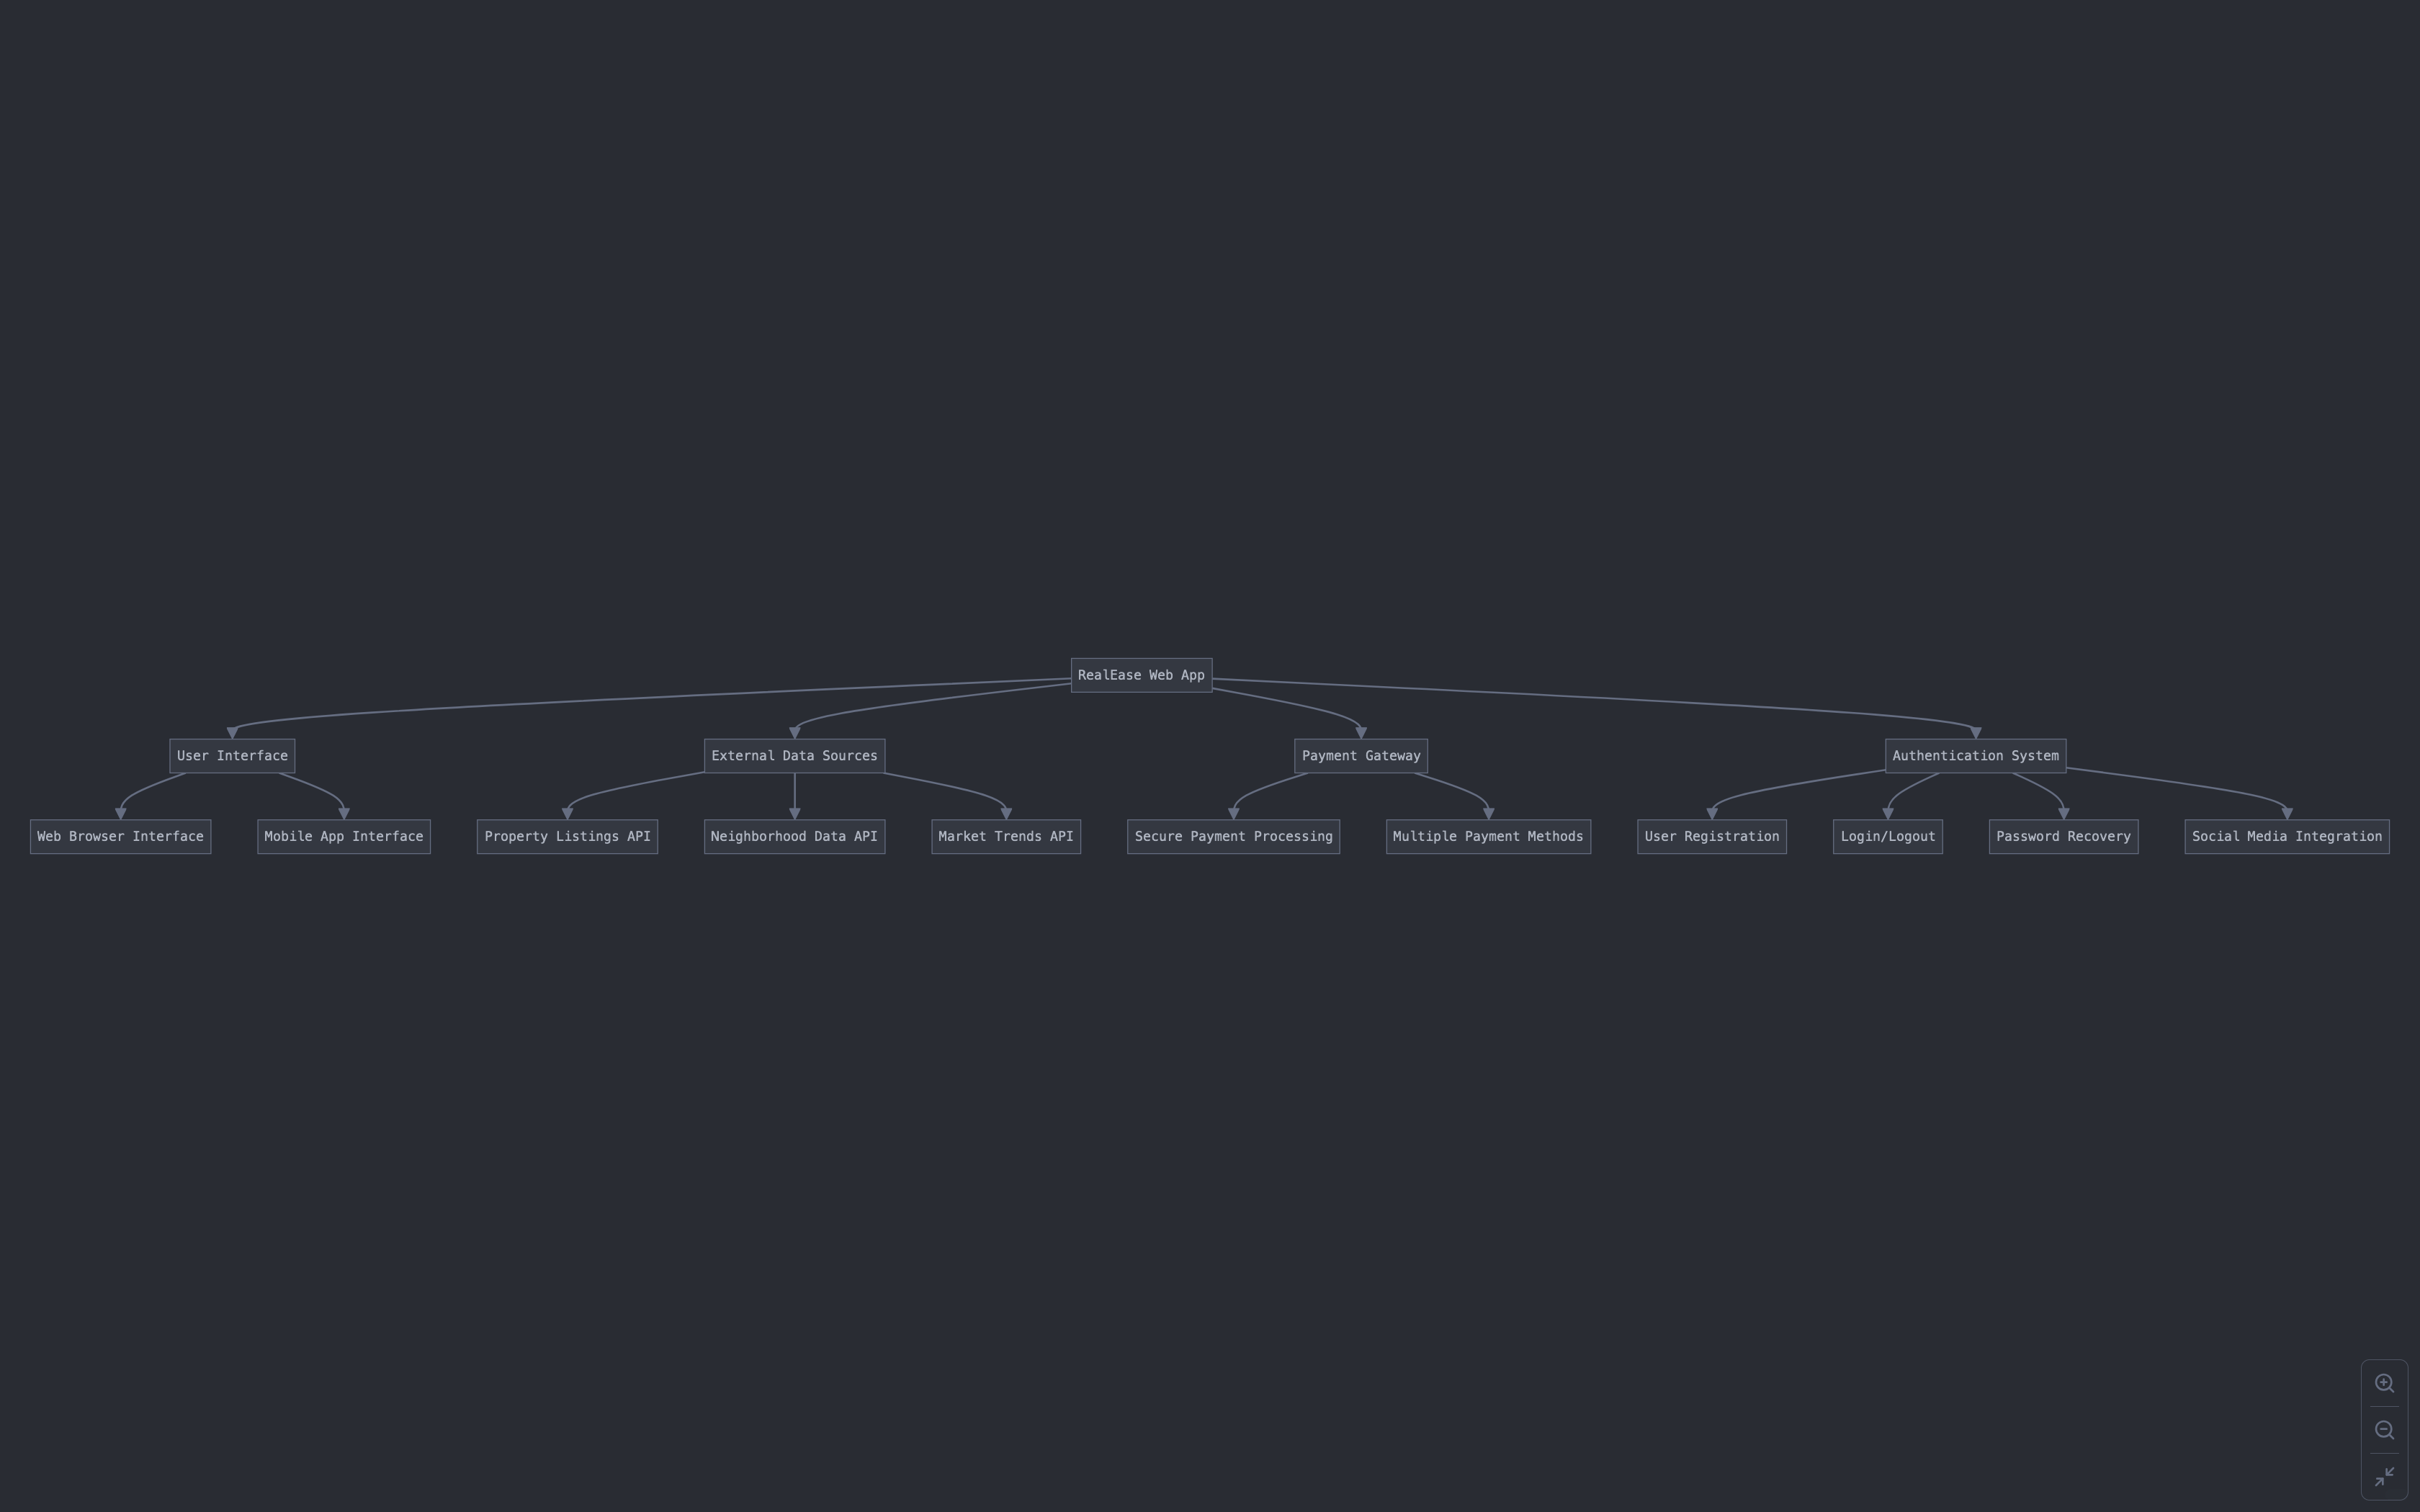 RealEase Web App
User Interface
External Data Sources
Payment Gateway
Authentication System
Web Browser Interface
Mobile App Interface
Property Listings API
Neighborhood Data API
Market Trends API
Secure Payment Processing
Multiple Payment Methods
User Registration
Login/Logout
Password Recovery
Social Media Integration